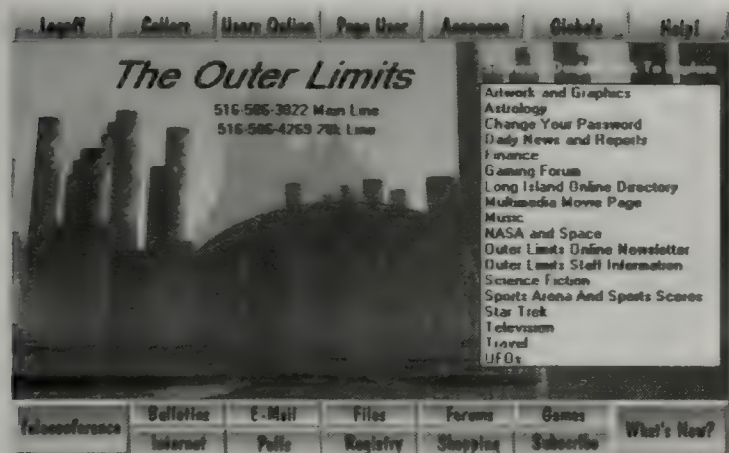 Logoff Callers Users Online Page User Announce Globals Help!
The Outer Limits
516-586-3822 Main Line
516-586-4269 28k Line
Artwork and Graphics
Astrology
Change Your Password
Daily News and Reports
Finance
Gaming Forum
Long Island Online Directory
Multimedia Movie Page
Music
NASA and Space
Outer Limits Online Newsletter
Outer Limits Staff Information
Science Fiction
Sports Arena And Sports Scores
Star Trek
Television
Travel
UFOs
Teleconference Bulletins E-Mail Files Forums Games What's New?
Internet Polls Registry Shopping Subscribe